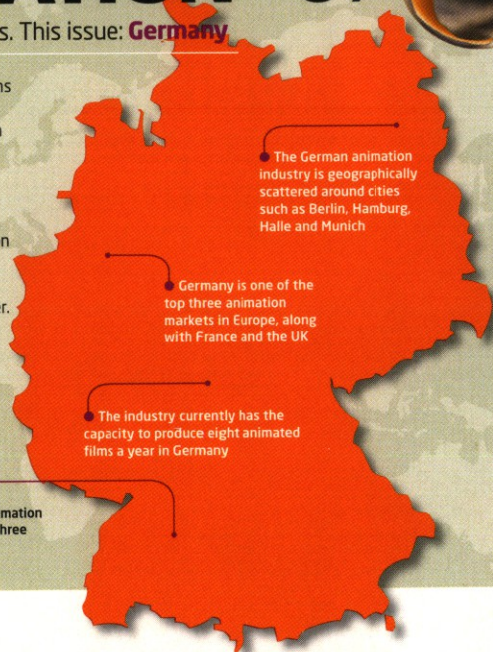 s. This issue: Germany
The German animation
industry is geographically
scattered around cities
such as Berlin, Hamburg,
Halle and Munich
Germany is one of the
top three animation
markets in Europe, along
with France and the UK
The industry currently has the
capacity to produce eight animated
films a year in Germany
mation
hree